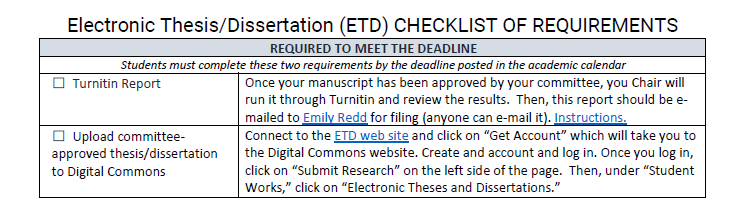 Electronic Thesis/Dissertation (ETD) CHECKLIST OF REQUIREMENTS
REQUIRED TO MEET THE DEADLINE
Students must complete these two requirements by the deadline posted in the academic calendar
☐ Turnitin Report
Once your manuscript has been approved by your committee, you Chair will
run it through Turnitin and review the results. Then, this report should be e-
mailed to Emily Redd for filing (anyone can e-mail it). Instructions.
☐ Upload committee-
approved thesis/dissertation
to Digital Commons
Connect to the ETD web site and click on “Get Account” which will take you to
the Digital Commons website. Create and account and log in. Once you log in,
click on “Submit Research” on the left side of the page. Then, under “Student
Works,” click on “Electronic Theses and Dissertations.”